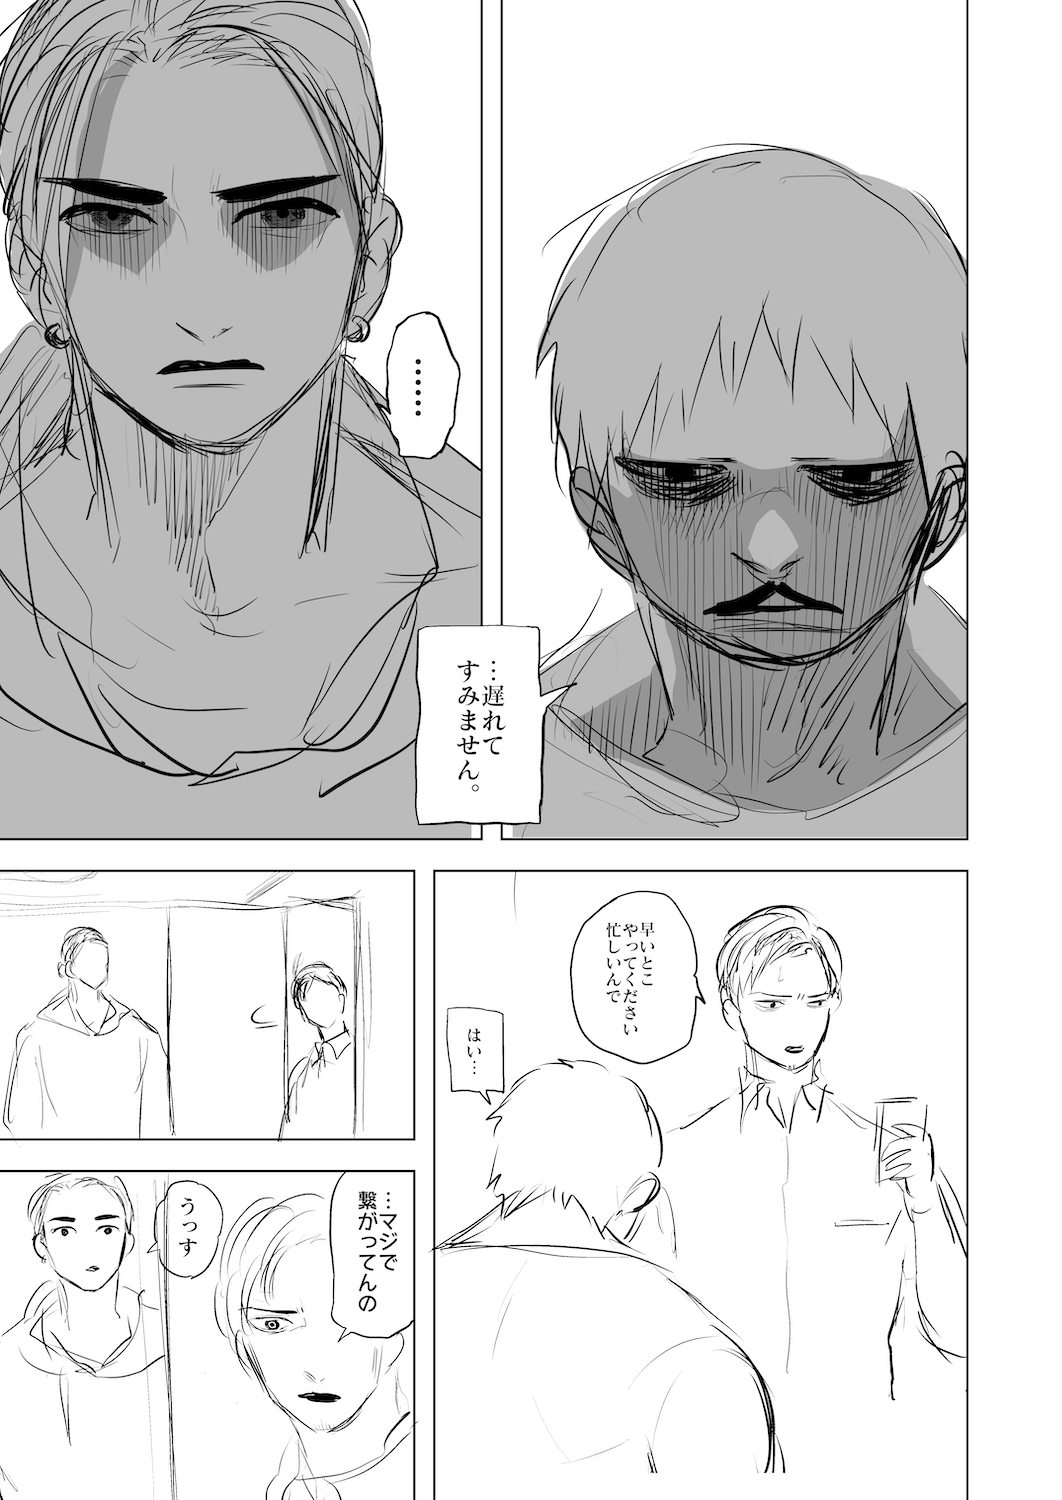 …遅れて
すみません。
………
早いとこ
やってください
忙しいんで
はい…
…マジで
繋がってんの
うっす